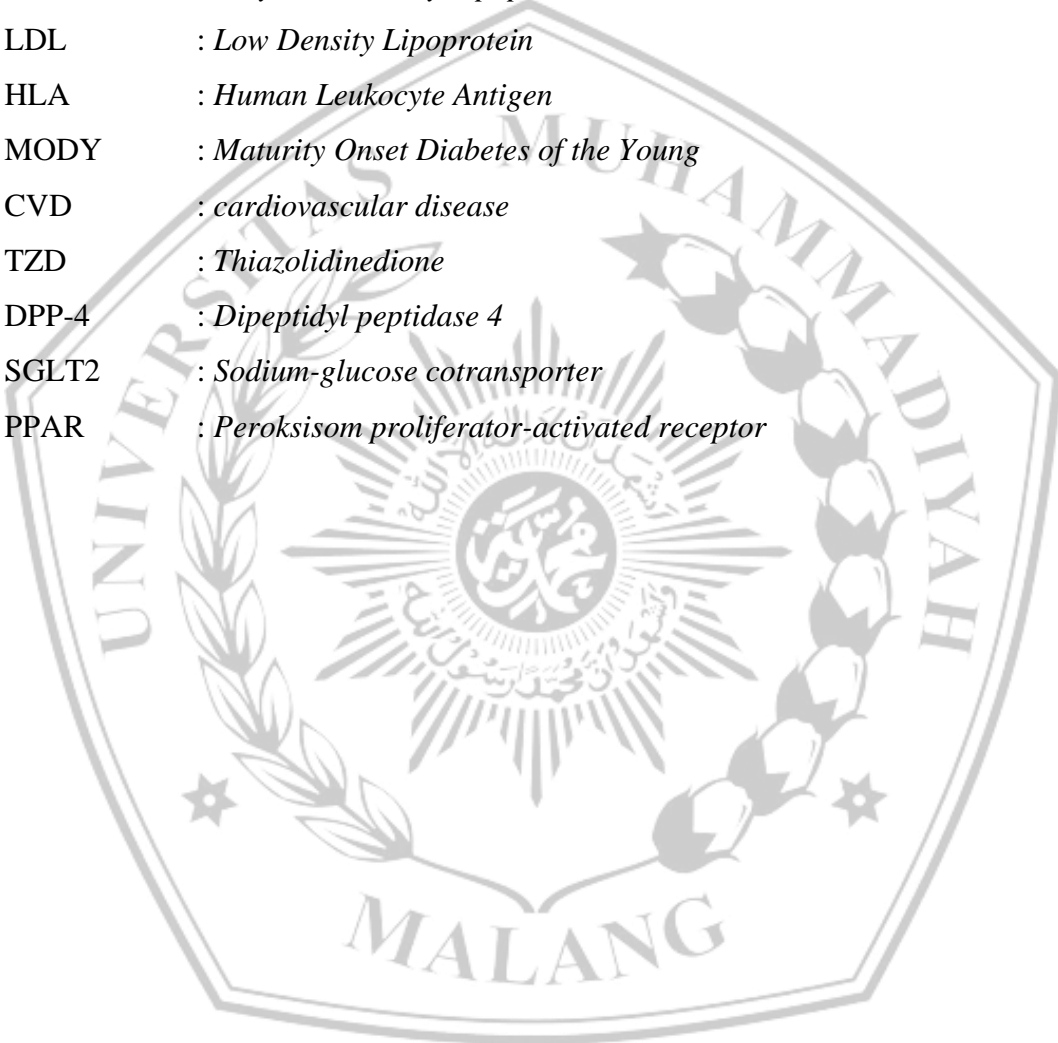 LDL : Low Density Lipoprotein
HLA : Human Leukocyte Antigen
MODY : Maturity Onset Diabetes of the Young
CVD : cardiovascular disease
TZD : Thiazolidinedione
DPP-4 : Dipeptidyl peptidase 4
SGLT2 : Sodium-glucose cotransporter
PPAR : Peroksisom proliferator-activated receptor
UNIVERSITAS MUHAMMADIYAH
MALANG